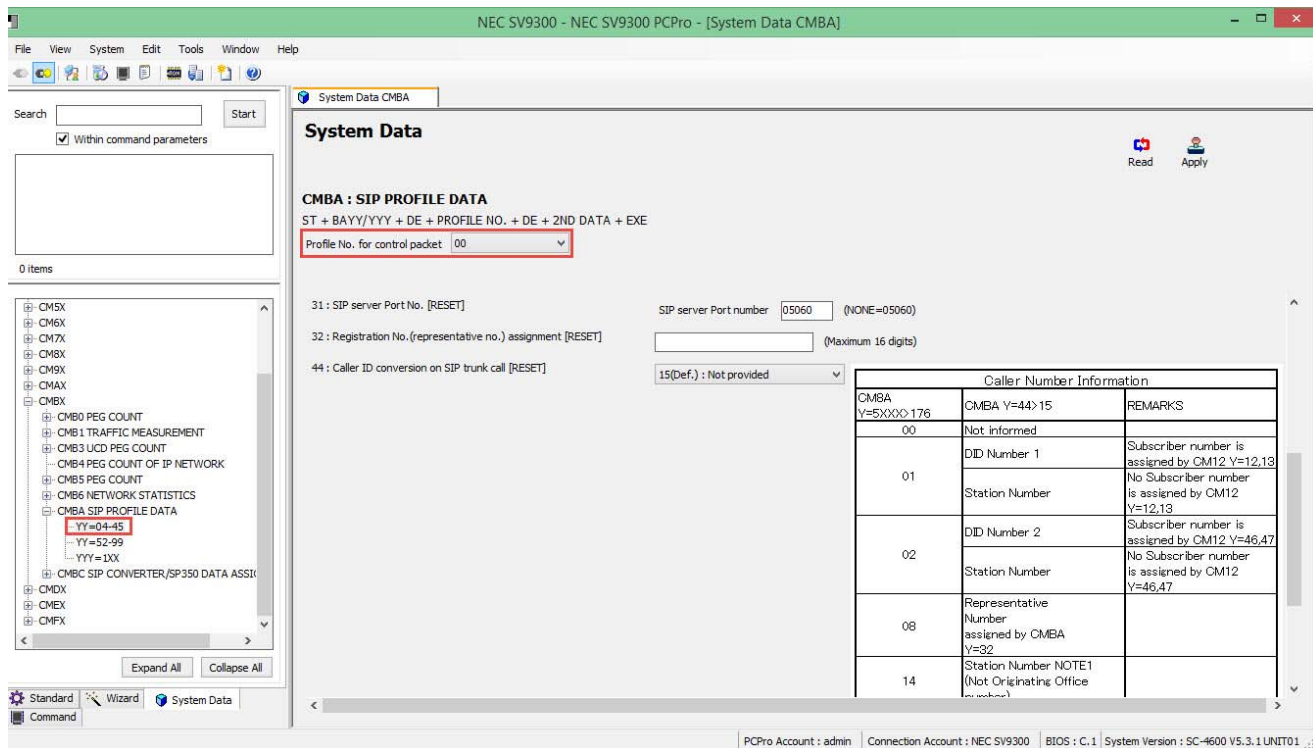 NEC SV9300 - NEC SV9300 PCPro - [System Data CMBA]
File View System Edit Tools Window Help
Search
Start
Within command parameters
0 items
CM5X
CM6X
CM7X
CM8X
CM9X
CMAX
CMBX
CMB0 PEG COUNT
CMB1 TRAFFIC MEASUREMENT
CMB3 UCD PEG COUNT
CMB4 PEG COUNT OF IP NETWORK
CMB5 PEG COUNT
CMB6 NETWORK STATISTICS
CMBA SIP PROFILE DATA
YY=04-45
YY=52-99
YYY=1XX
CMBC SIP CONVERTER/SP350 DATA ASSI
CMDX
CMEX
CMFX
Expand All Collapse All
Standard Wizard System Data
Command
System Data CMBA
System Data
Read Apply
CMBA : SIP PROFILE DATA
ST + BAYY/YYY + DE + PROFILE NO. + DE + 2ND DATA + EXE
Profile No. for control packet 00
31 : SIP server Port No. [RESET] SIP server Port number 05060 (NONE=05060)
32 : Registration No.(representative no.) assignment [RESET] (Maximum 16 digits)
44 : Caller ID conversion on SIP trunk call [RESET] 15(Def.) : Not provided
Caller Number Information
CM8A
Y=5XXX>176
CMBA Y=44>15
REMARKS
00
Not informed
01
DID Number 1
Subscriber number is
assigned by CM12 Y=12,13
Station Number
No Subscriber number
is assigned by CM12
Y=12,13
02
DID Number 2
Subscriber number is
assigned by CM12 Y=46,47
Station Number
No Subscriber number
is assigned by CM12
Y=46,47
08
Representative
Number
assigned by CMBA
Y=32
14
Station Number NOTE1
(Not Originating Office
PCPro Account : admin Connection Account : NEC SV9300 BIOS : C.1 System Version : SC-4600 V5.3.1 UNIT01